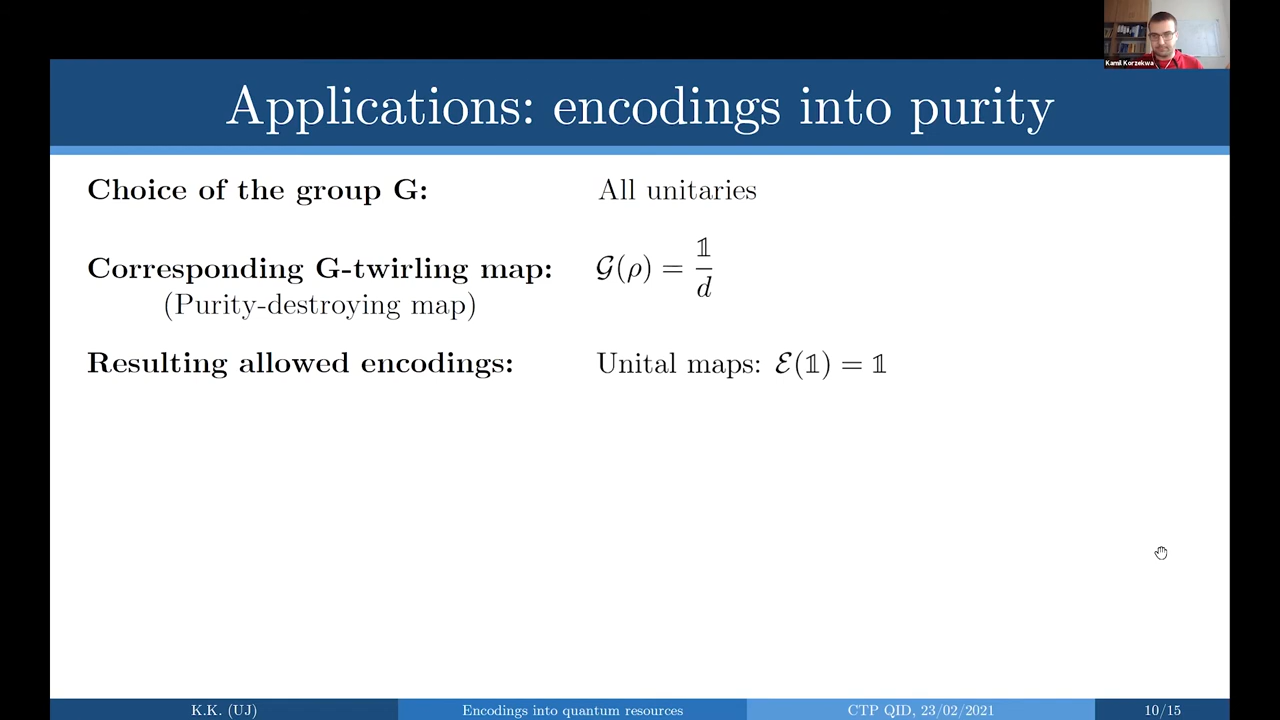 Kamil Korzekwa
Applications: encodings into purity
Choice of the group G: All unitaries
Corresponding G-twirling map: 𝒢(ρ) = 𝟙/d
(Purity-destroying map)
Resulting allowed encodings: Unital maps: ℰ(𝟙) = 𝟙
K.K. (UJ) Encodings into quantum resources CTP QID, 23/02/2021 10/15